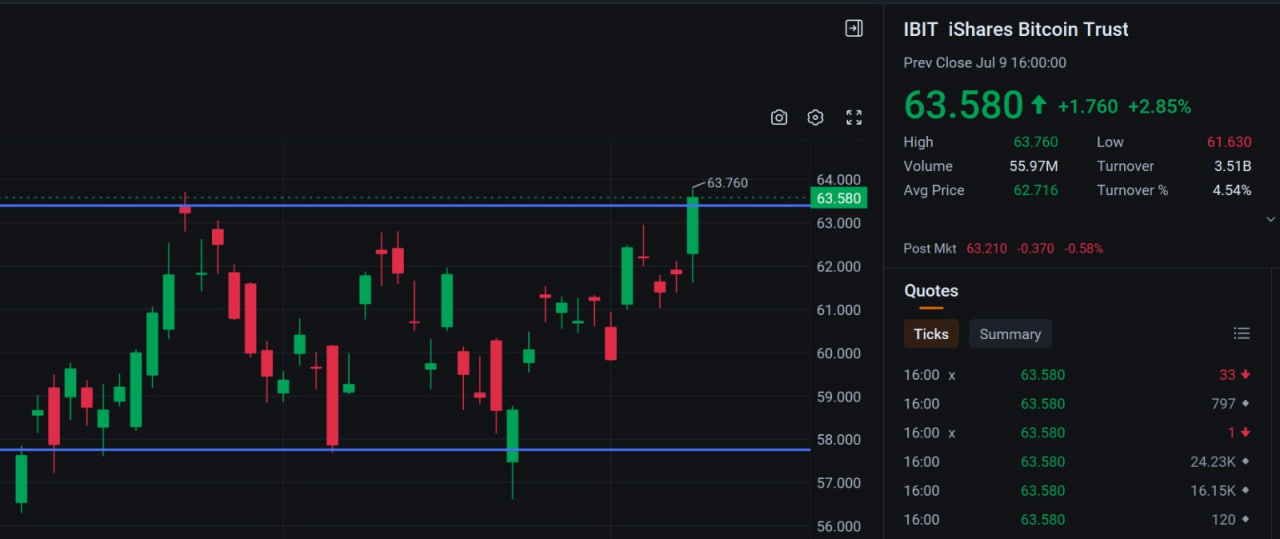 IBIT iShares Bitcoin Trust
Prev Close Jul 9 16:00:00
63.580 +1.760 +2.85%
High 63.760 Low 61.630
Volume 55.97M Turnover 3.51B
Avg Price 62.716 Turnover % 4.54%
Post Mkt 63.210 -0.370 -0.58%
Quotes
Ticks Summary
16:00 x 63.580 33
16:00 63.580 797
16:00 x 63.580 1
16:00 63.580 24.23K
16:00 63.580 16.15K
16:00 63.580 120
63.760
64.000
63.580
63.000
62.000
61.000
60.000
59.000
58.000
57.000
56.000